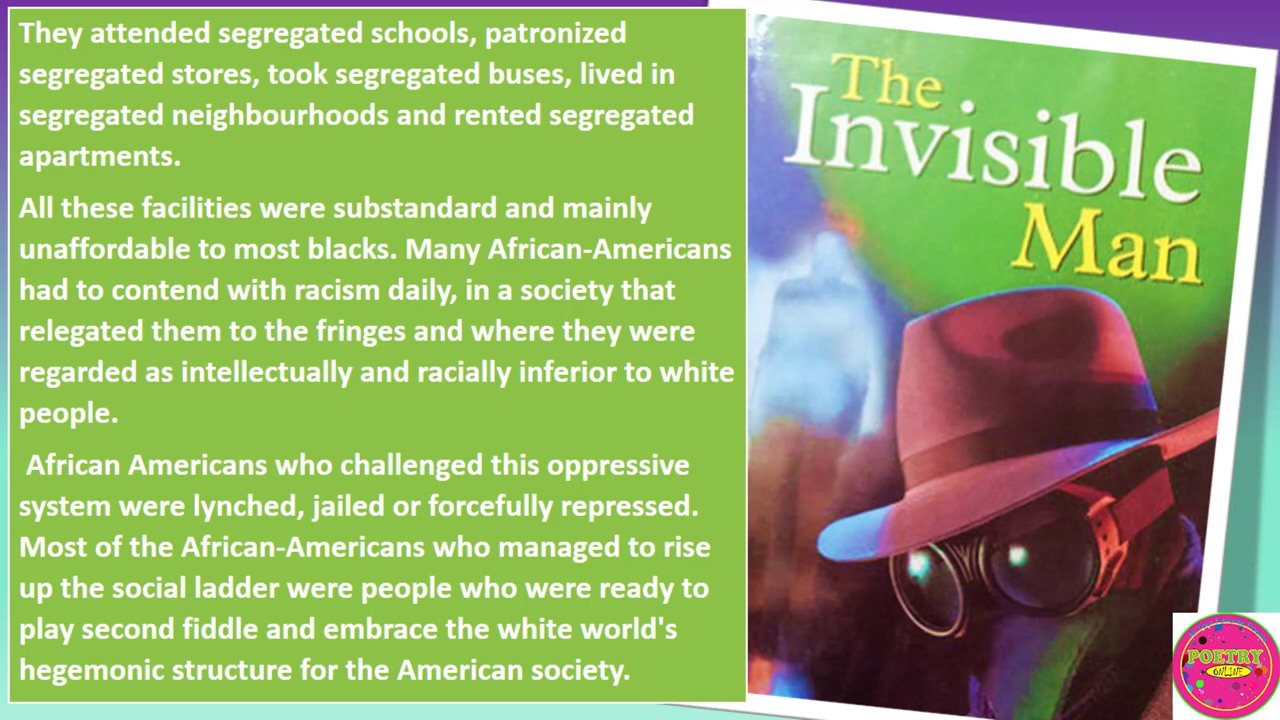 They attended segregated schools, patronized
segregated stores, took segregated buses, lived in
segregated neighbourhoods and rented segregated
apartments.
All these facilities were substandard and mainly
unaffordable to most blacks. Many African-Americans
had to contend with racism daily, in a society that
relegated them to the fringes and where they were
regarded as intellectually and racially inferior to white
people.
African Americans who challenged this oppressive
system were lynched, jailed or forcefully repressed.
Most of the African-Americans who managed to rise
up the social ladder were people who were ready to
play second fiddle and embrace the white world's
hegemonic structure for the American society.
The
Invisible
Man
POETRY
ONLINE